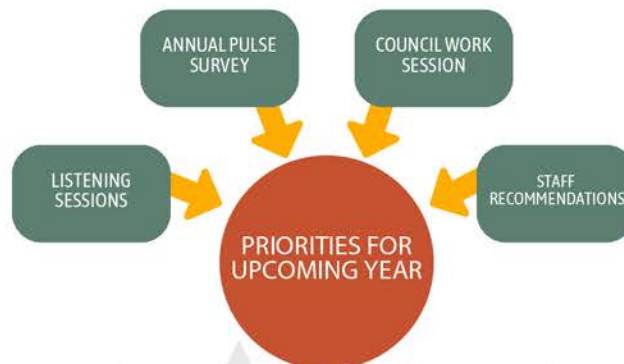 ANNUAL PULSE
SURVEY
COUNCIL WORK
SESSION
LISTENING
SESSIONS
STAFF
RECOMMENDATIONS
PRIORITIES FOR
UPCOMING YEAR